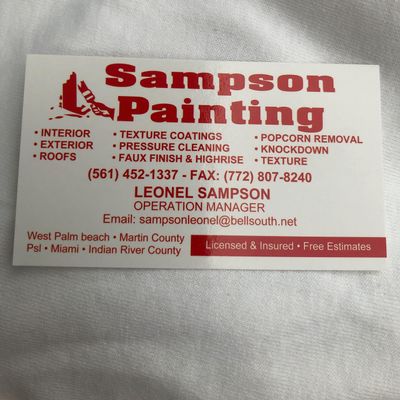 Sampson
Painting
• INTERIOR • TEXTURE COATINGS • POPCORN REMOVAL
• EXTERIOR • PRESSURE CLEANING • KNOCKDOWN
• ROOFS • FAUX FINISH & HIGHRISE • TEXTURE
(561) 452-1337 - FAX: (772) 807-8240
LEONEL SAMPSON
OPERATION MANAGER
Email: sampsonleonel@bellsouth.net
West Palm beach • Martin County
Psl • Miami • Indian River County
Licensed & Insured • Free Estimates